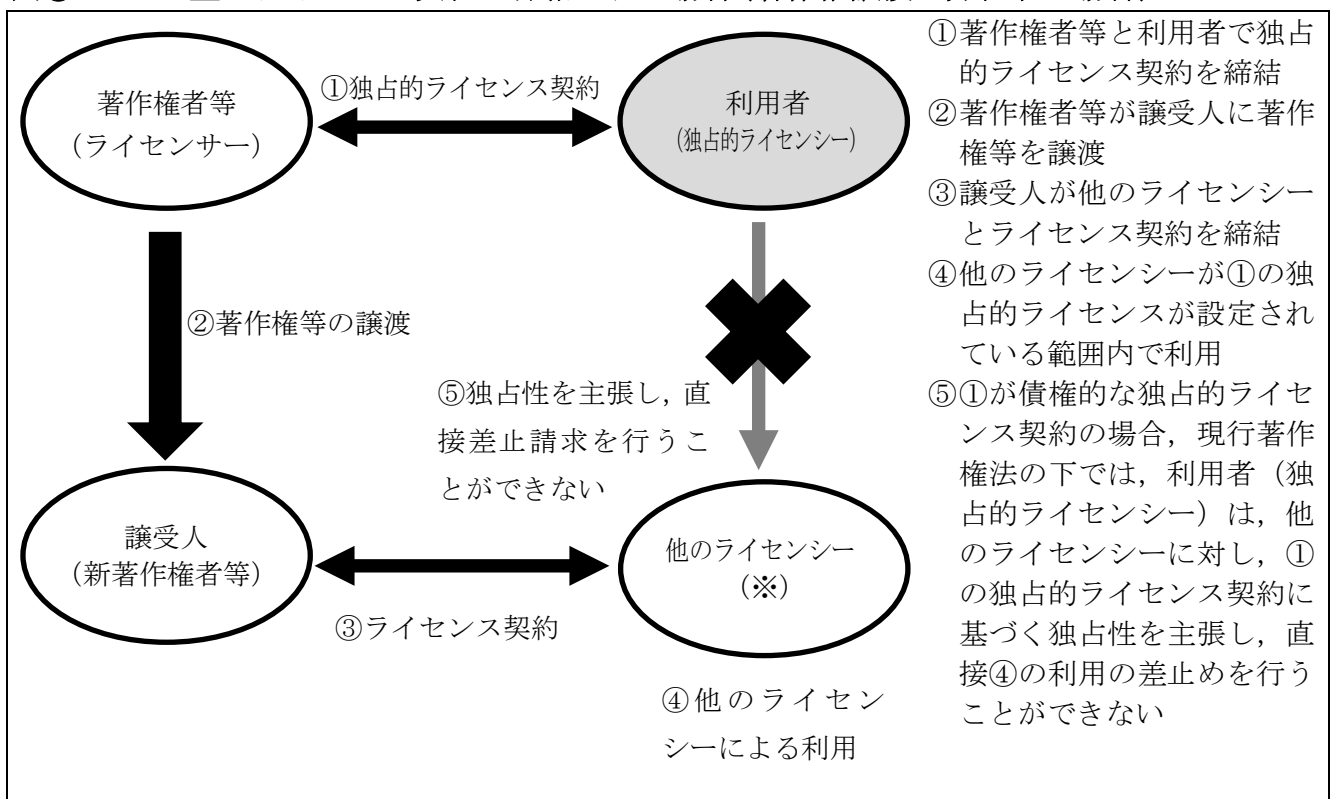 著作権者等
(ライセンサー)
①独占的ライセンス契約
利用者
(独占的ライセンシー)
②著作権等の譲渡
⑤独占性を主張し,直
接差止請求を行うこ
とができない
譲受人
(新著作権者等)
③ライセンス契約
他のライセンシー
(※)
④他のライセン
シーによる利用
①著作権者等と利用者で独占
的ライセンス契約を締結
②著作権者等が譲受人に著作
権等を譲渡
③譲受人が他のライセンシー
とライセンス契約を締結
④他のライセンシーが①の独
占的ライセンスが設定され
ている範囲内で利用
⑤①が債権的な独占的ライセ
ンス契約の場合,現行著作
権法の下では,利用者(独
占的ライセンシー)は,他
のライセンシーに対し,①
の独占的ライセンス契約に
基づく独占性を主張し,直
接④の利用の差止めを行う
ことができない